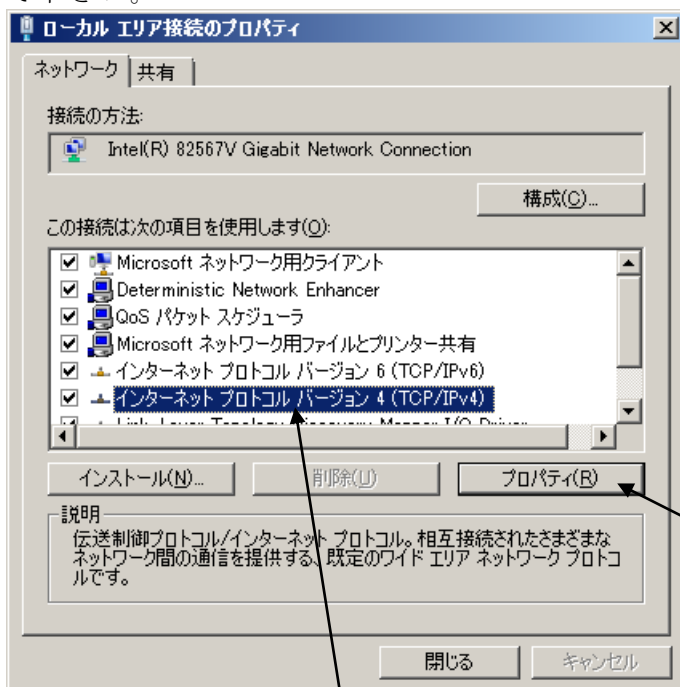 ローカル エリア接続のプロパティ
ネットワーク 共有
接続の方法:
Intel(R) 82567V Gigabit Network Connection
構成(C)...
この接続は次の項目を使用します(O):
Microsoft ネットワーク用クライアント
Deterministic Network Enhancer
QoS パケット スケジューラ
Microsoft ネットワーク用ファイルとプリンター共有
インターネット プロトコル バージョン 6 (TCP/IPv6)
インターネット プロトコル バージョン 4 (TCP/IPv4)
Link-Layer Topology Discovery Mapper I/O Driver
インストール(N)...
削除(U)
プロパティ(R)
説明
伝送制御プロトコル/インターネット プロトコル。相互接続されたさまざまな
ネットワーク間の通信を提供する、既定のワイド エリア ネットワーク プロトコ
ルです。
閉じる
キャンセル